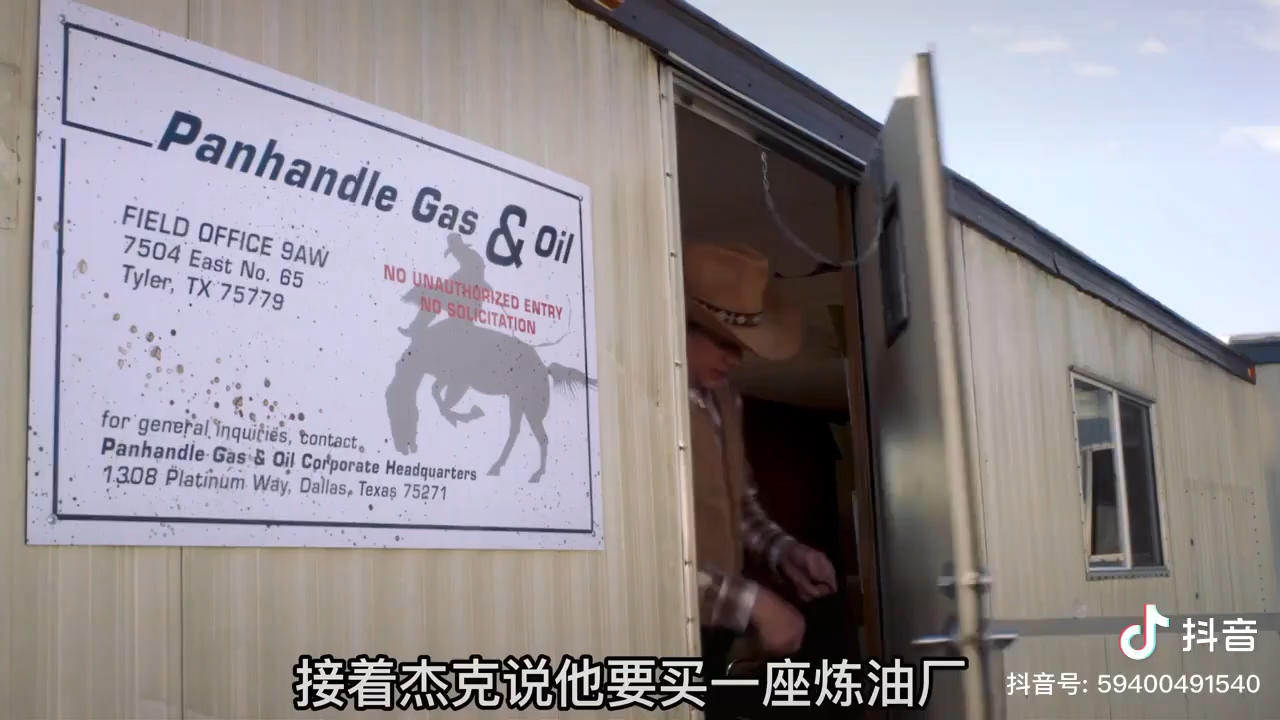 Panhandle Gas & Oil
FIELD OFFICE 9AW
7504 East No. 65
Tyler, TX 75779
NO UNAUTHORIZED ENTRY
NO SOLICITATION
for general inquiries, contact
Panhandle Gas & Oil Corporate Headquarters
1308 Platinum Way, Dallas, Texas 75271
接着杰克说他要买一座炼油厂
抖音
抖音号: 59400491540